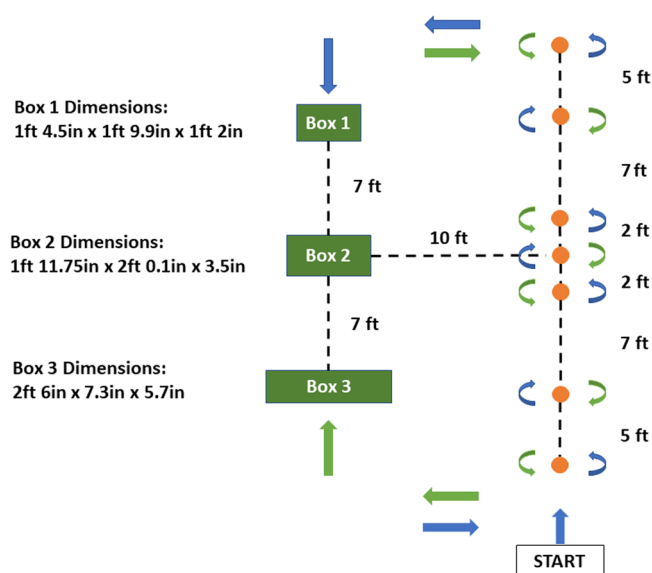 5 ft
Box 1 Dimensions:
1ft 4.5in x 1ft 9.9in x 1ft 2in
Box 1
7 ft
7 ft
Box 2 Dimensions:
1ft 11.75in x 2ft 0.1in x 3.5in
Box 2
10 ft
2 ft
2 ft
7 ft
7 ft
Box 3 Dimensions:
2ft 6in x 7.3in x 5.7in
Box 3
5 ft
START